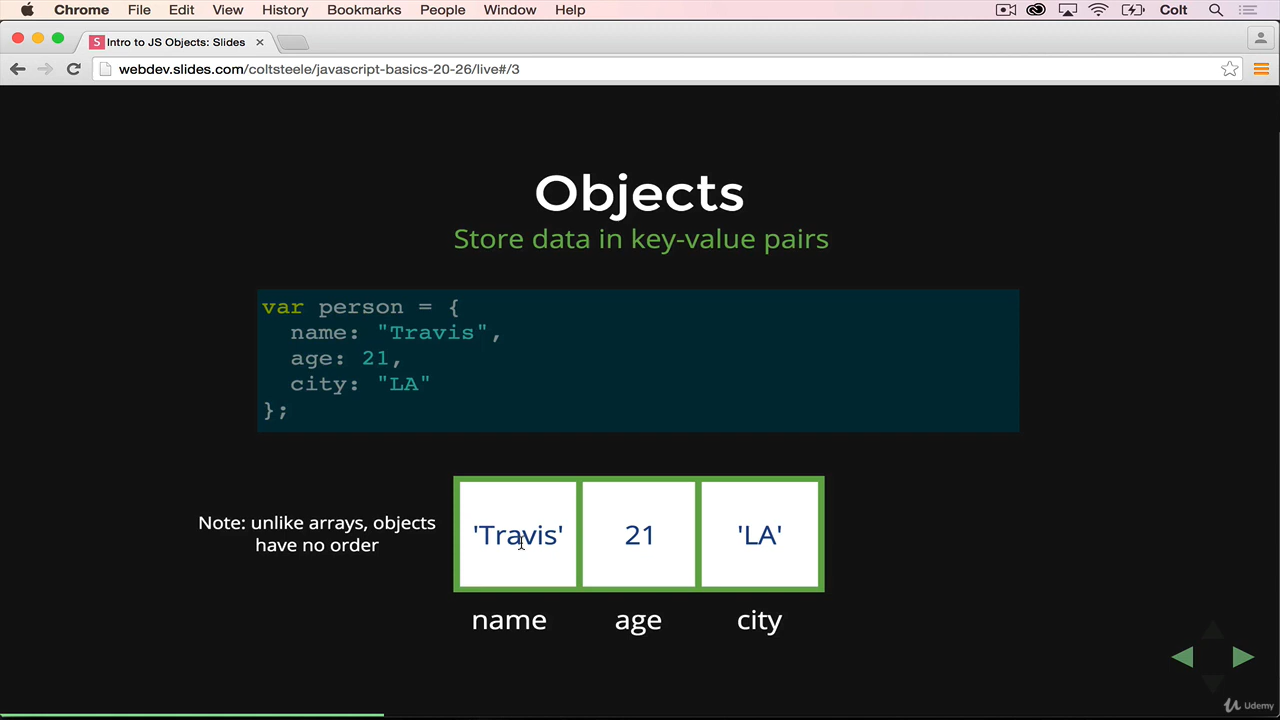 Chrome File Edit View History Bookmarks People Window Help Colt
S Intro to JS Objects: Slides
webdev.slides.com/coltsteele/javascript-basics-20-26/live#/3
Objects
Store data in key-value pairs
var person = {
name: "Travis",
age: 21,
city: "LA"
};
Note: unlike arrays, objects
have no order
'Travis' 21 'LA'
name age city
Udemy